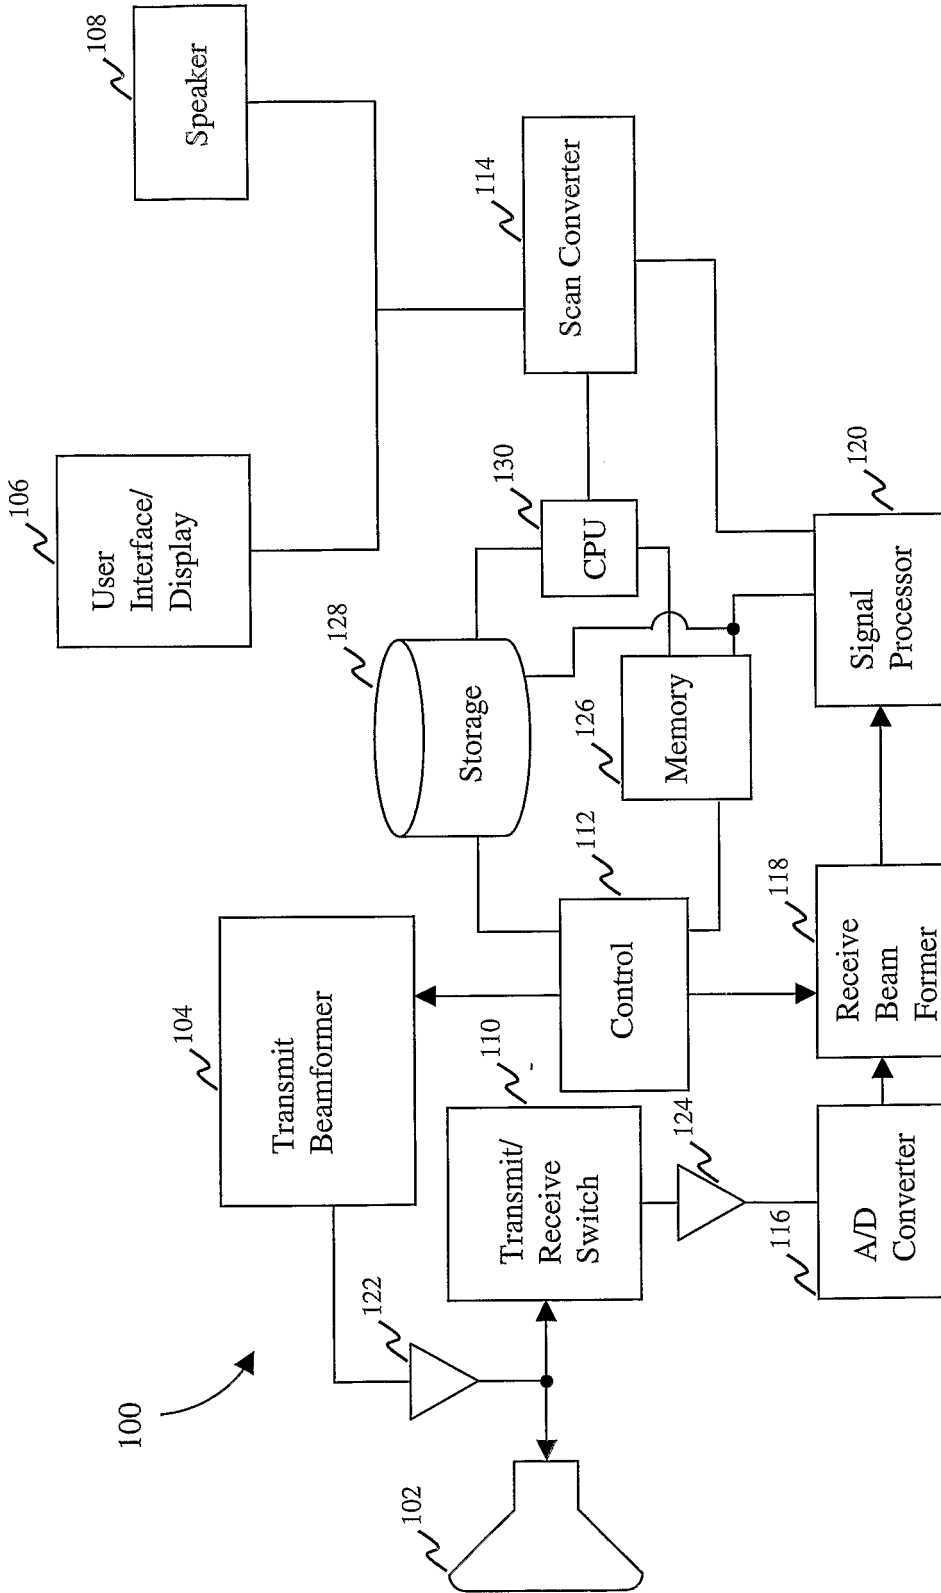 100
102
122
104
Transmit
Beamformer
110
Transmit/
Receive
Switch
124
116
A/D
Converter
112
Control
118
Receive
Beam
Former
128
Storage
126
Memory
130
CPU
120
Signal
Processor
106
User
Interface/
Display
108
Speaker
114
Scan Converter